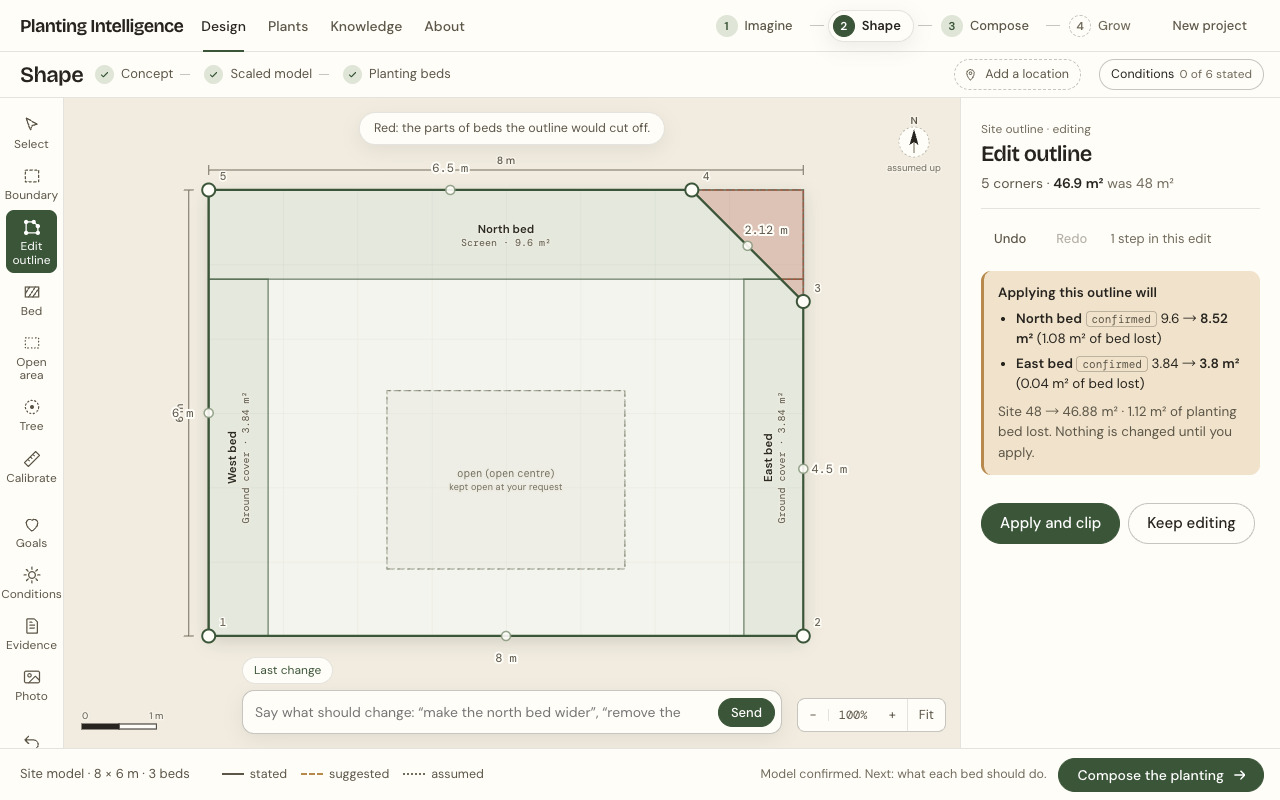 Planting Intelligence
Design
Plants
Knowledge
About
1 Imagine
2 Shape
3 Compose
4 Grow
New project
Shape
Concept
Scaled model
Planting beds
Add a location
Conditions 0 of 6 stated
Select
Boundary
Edit
outline
Bed
Open
area
Tree
Calibrate
Goals
Conditions
Evidence
Photo
Red: the parts of beds the outline would cut off.
N
assumed up
8 m
6.5 m
5
4
North bed
Screen · 9.6 m²
2.12 m
3
6 m
West bed
Ground cover · 3.84 m²
open (open centre)
kept open at your request
East bed
Ground cover · 3.84 m²
4.5 m
1
2
8 m
Last change
Say what should change: “make the north bed wider”, “remove the
Send
0 1 m
− 100% + Fit
Site outline · editing
Edit outline
5 corners · 46.9 m² was 48 m²
Undo
Redo
1 step in this edit
Applying this outline will
• North bed confirmed 9.6 → 8.52
m² (1.08 m² of bed lost)
• East bed confirmed 3.84 → 3.8 m²
(0.04 m² of bed lost)
Site 48 → 46.88 m² · 1.12 m² of planting
bed lost. Nothing is changed until you
apply.
Apply and clip
Keep editing
Site model · 8 × 6 m · 3 beds
stated
suggested
assumed
Model confirmed. Next: what each bed should do.
Compose the planting →